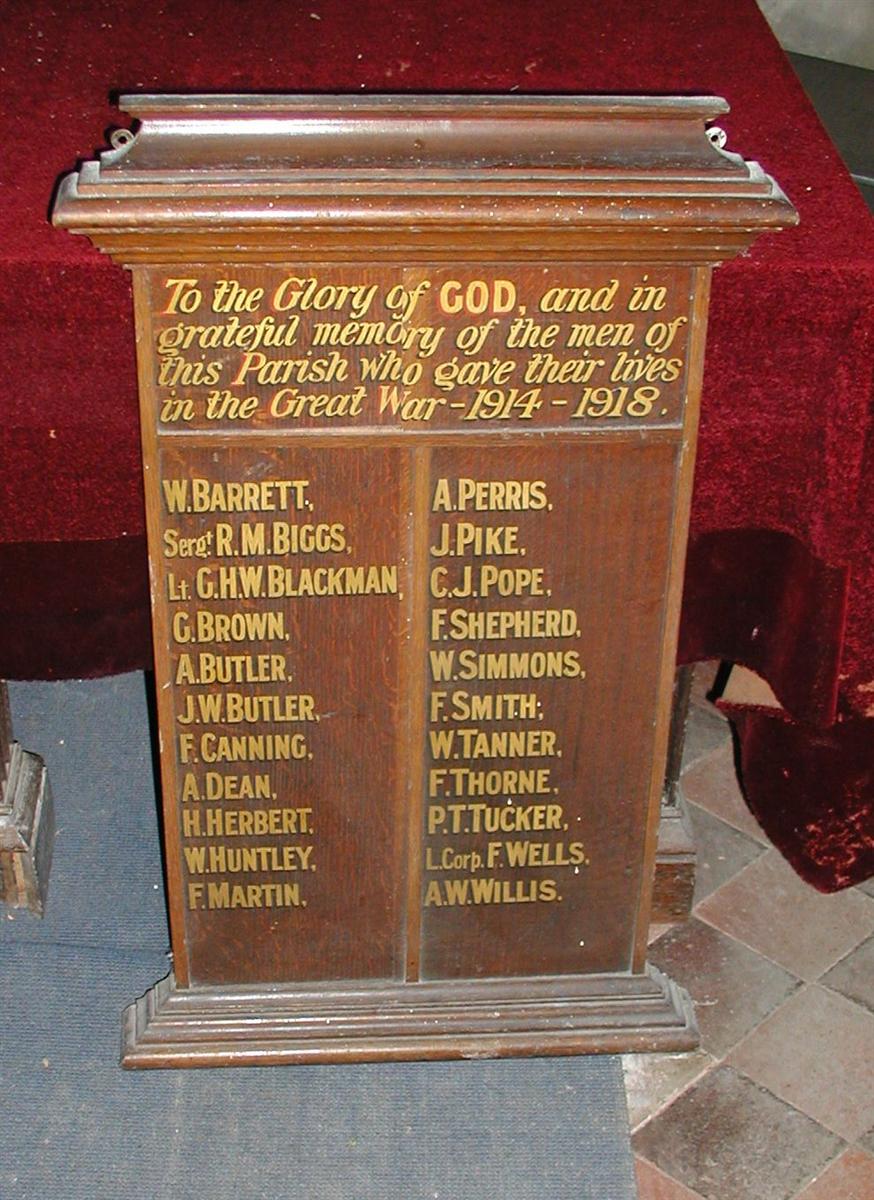 To the Glory of GOD, and in
grateful memory of the men of
this Parish who gave their lives
in the Great War - 1914 - 1918.
W. BARRETT,
Sergt R. M. BIGGS,
Lt. G. H. W. BLACKMAN,
G. BROWN,
A. BUTLER,
J. W. BUTLER,
F. CANNING,
A. DEAN,
H. HERBERT,
W. HUNTLEY,
F. MARTIN,
A. PERRIS,
J. PIKE,
C. J. POPE,
F. SHEPHERD,
W. SIMMONS,
F. SMITH,
W. TANNER,
F. THORNE,
P. T. TUCKER,
L. Corp. F. WELLS.
A. W. WILLIS.